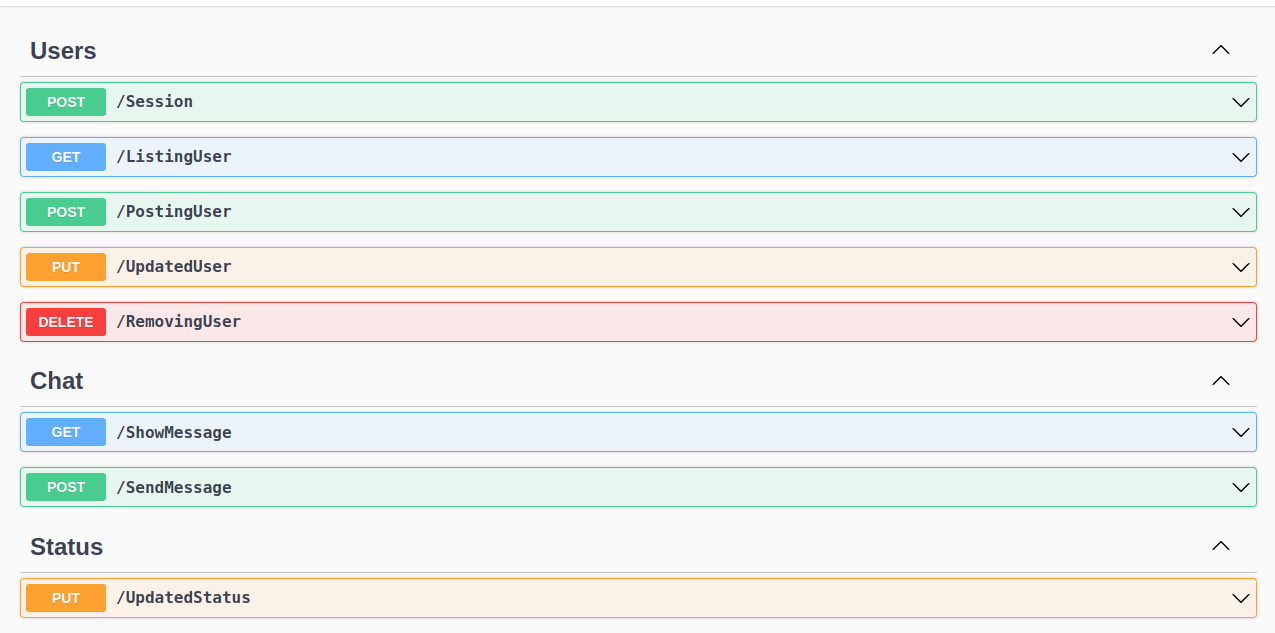 Users
POST /Session
GET /ListingUser
POST /PostingUser
PUT /UpdatedUser
DELETE /RemovingUser
Chat
GET /ShowMessage
POST /SendMessage
Status
PUT /UpdatedStatus